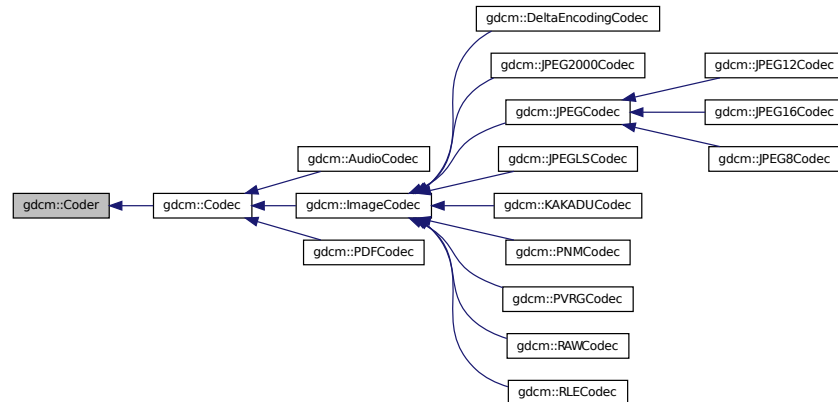 gdcm::DeltaEncodingCodec
gdcm::JPEG2000Codec
gdcm::JPEG12Codec
gdcm::JPEGCodec
gdcm::JPEG16Codec
gdcm::JPEG8Codec
gdcm::AudioCodec
gdcm::JPEGLSCodec
gdcm::Coder
gdcm::Codec
gdcm::ImageCodec
gdcm::KAKADUCodec
gdcm::PDFCodec
gdcm::PNMCodec
gdcm::PVRGCodec
gdcm::RAWCodec
gdcm::RLECodec